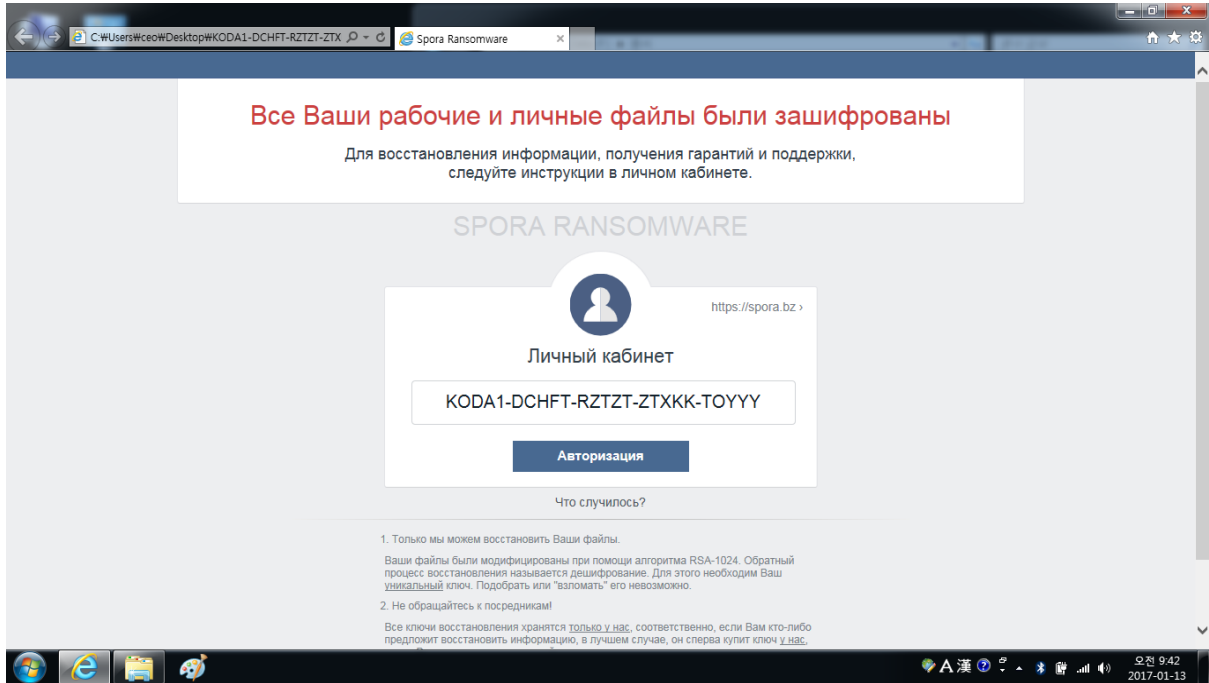 C:₩Users₩ceo₩Desktop₩KODA1-DCHFT-RZTZT-ZTX
Spora Ransomware
Все Ваши рабочие и личные файлы были зашифрованы
Для восстановления информации, получения гарантий и поддержки,
следуйте инструкции в личном кабинете.
SPORA RANSOMWARE
https://spora.bz ›
Личный кабинет
KODA1-DCHFT-RZTZT-ZTXKK-TOYYY
Авторизация
Что случилось?
1. Только мы можем восстановить Ваши файлы.
Ваши файлы были модифицированы при помощи алгоритма RSA-1024. Обратный
процесс восстановления называется дешифрование. Для этого необходим Ваш
уникальный ключ. Подобрать или "взломать" его невозможно.
2. Не обращайтесь к посредникам!
Все ключи восстановления хранятся только у нас, соответственно, если Вам кто-либо
предложит восстановить информацию, в лучшем случае, он сперва купит ключ у нас,
A 漢
오전 9:42
2017-01-13